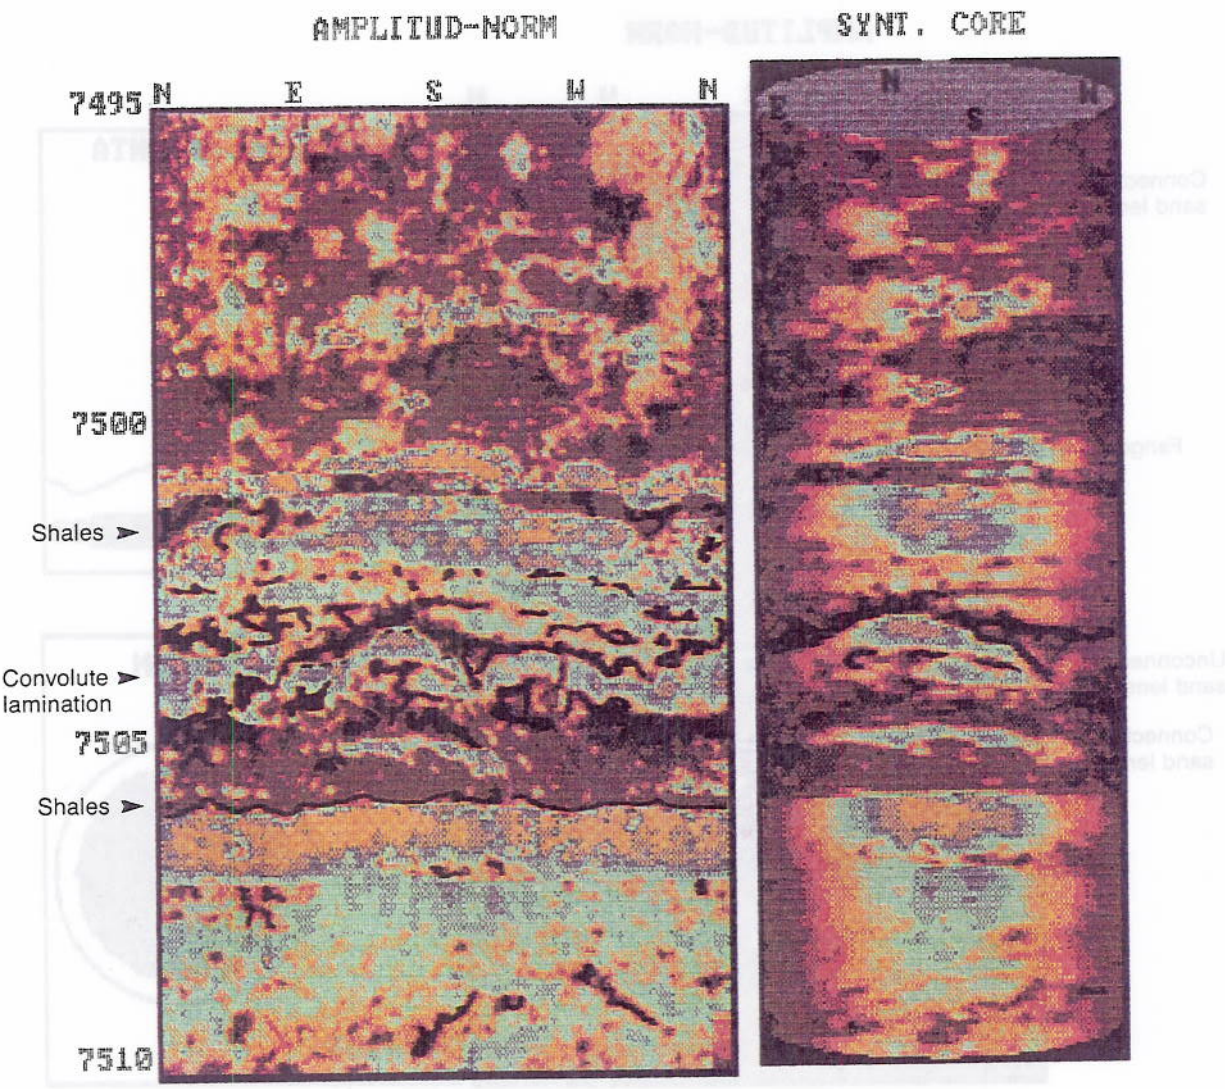 AMPLITUD-NORM
SYNT. CORE
7495 N E S W N
N
E S W
7500
Shales
Convolute
lamination
7505
Shales
7510